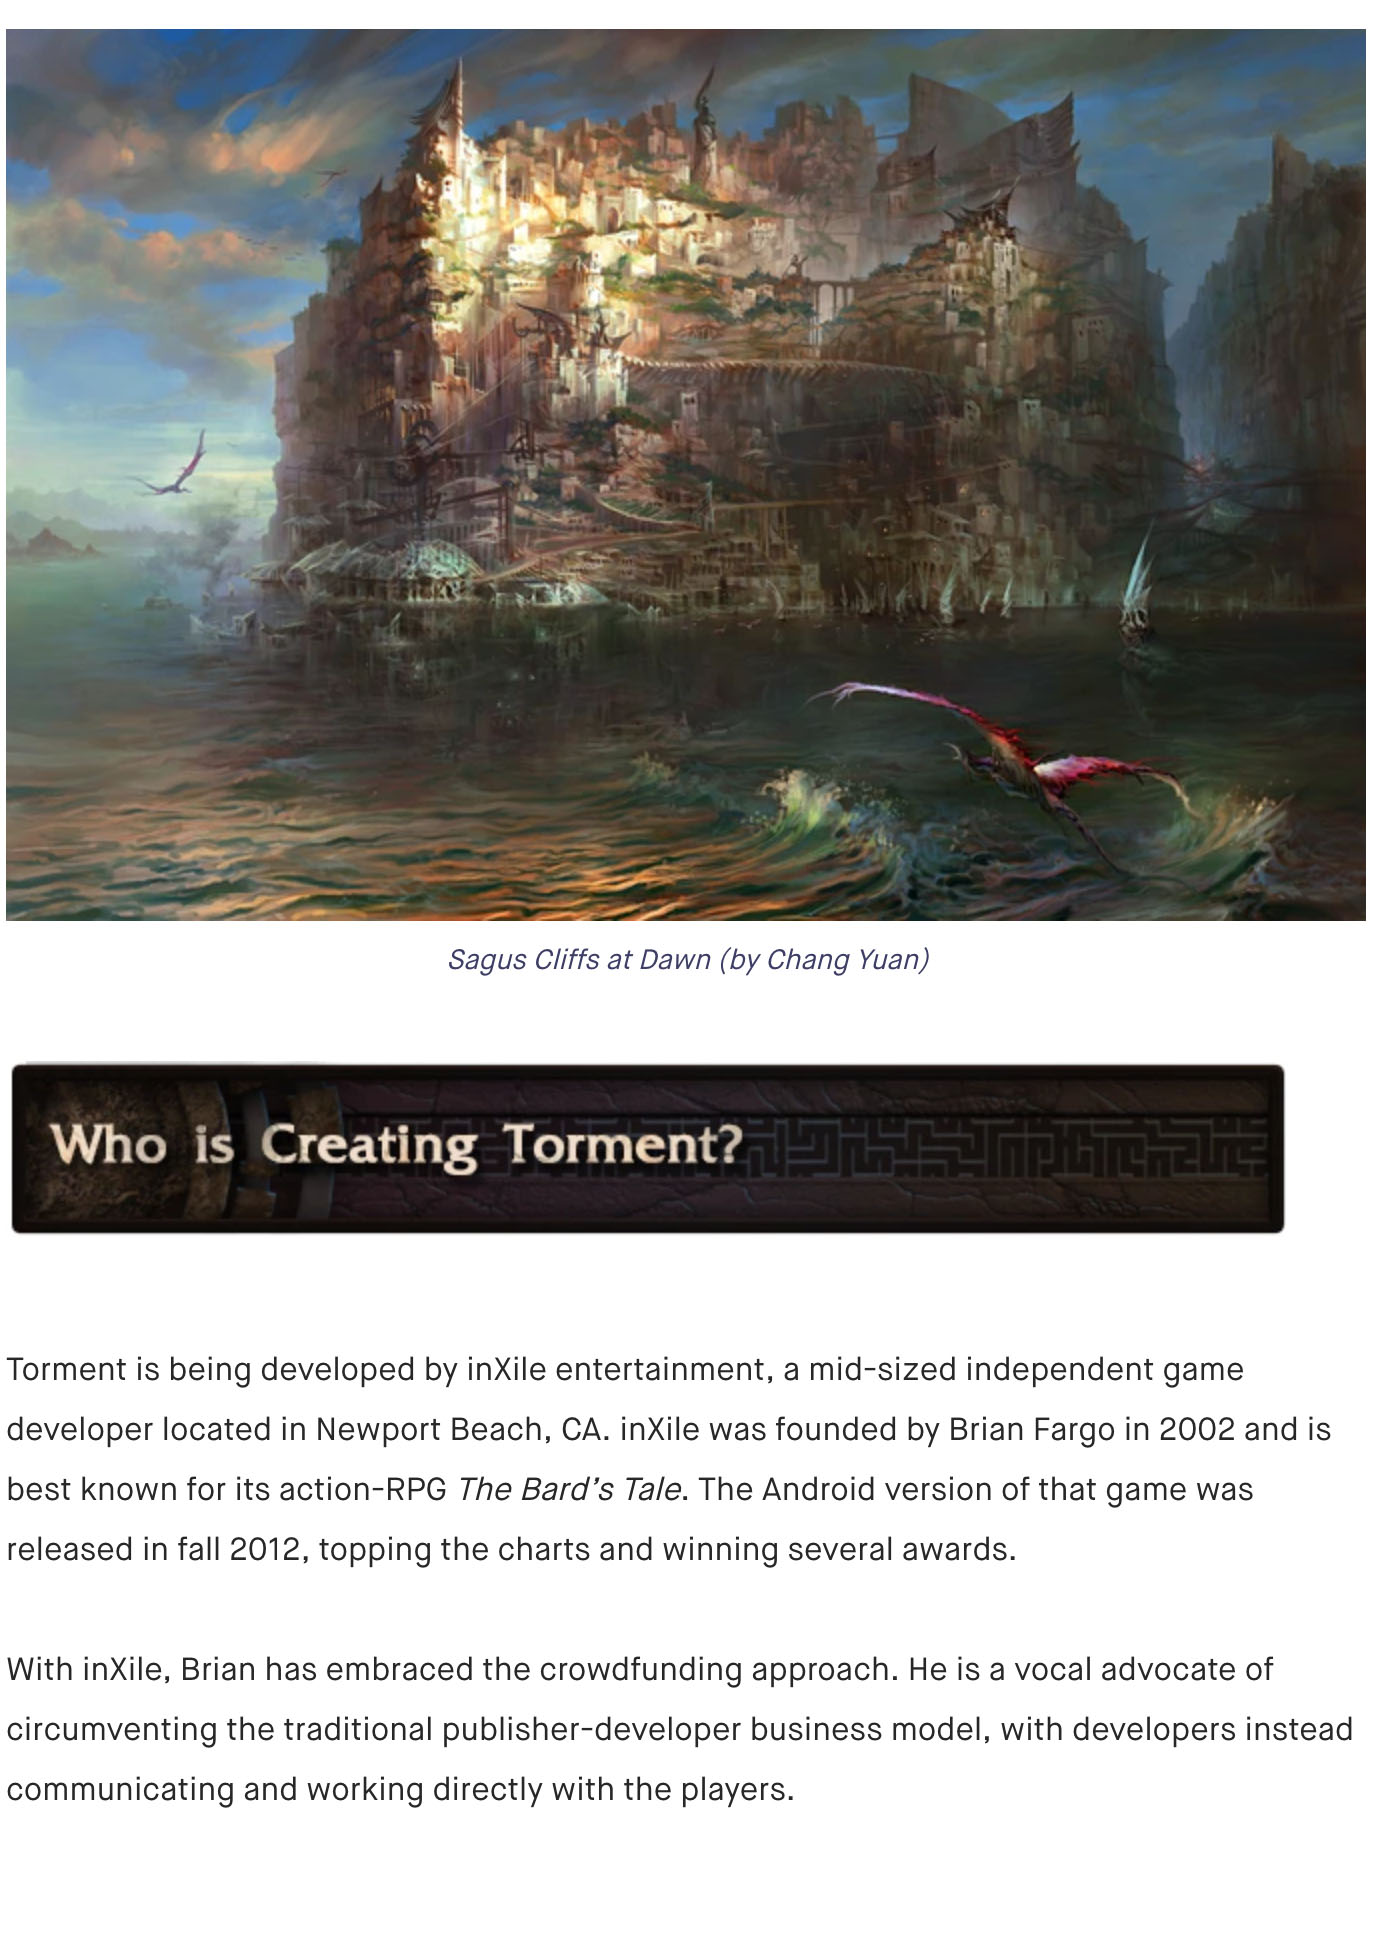 Sagus Cliffs at Dawn (by Chang Yuan)
Who is Creating Torment?
Torment is being developed by inXile entertainment, a mid-sized independent game
developer located in Newport Beach, CA. inXile was founded by Brian Fargo in 2002 and is
best known for its action-RPG The Bard’s Tale. The Android version of that game was
released in fall 2012, topping the charts and winning several awards.
With inXile, Brian has embraced the crowdfunding approach. He is a vocal advocate of
circumventing the traditional publisher-developer business model, with developers instead
communicating and working directly with the players.